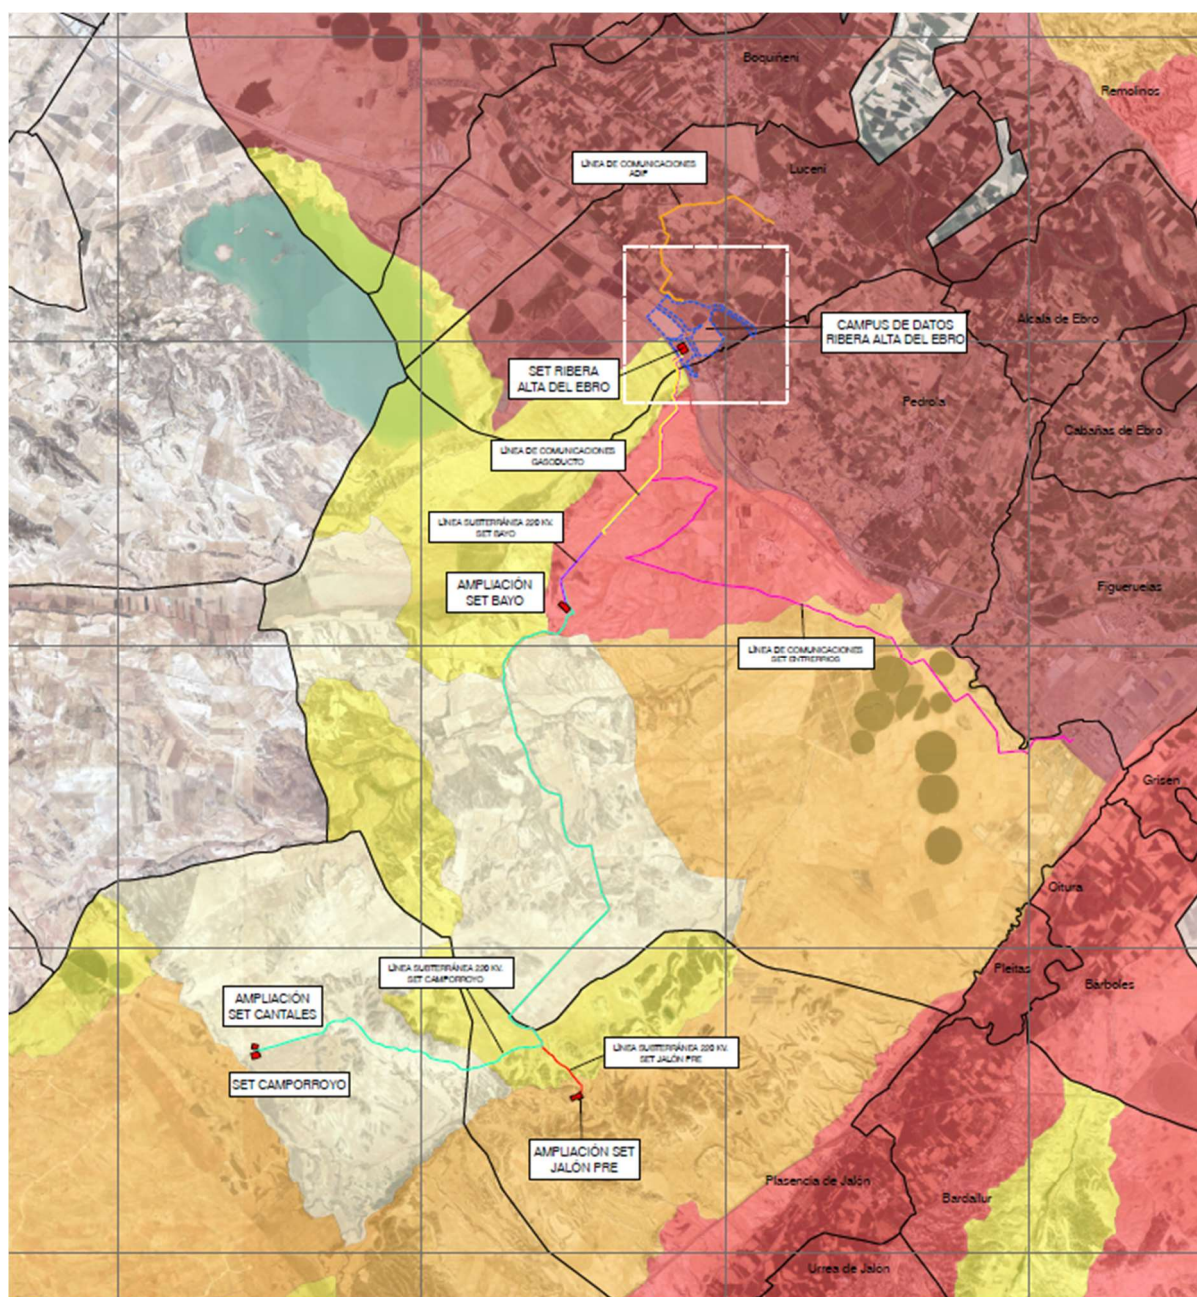 Boquiñeni
Remolinos
LÍNEA DE COMUNICACIONES
ADIF
Luceni
Alcalá de Ebro
CAMPUS DE DATOS
RIBERA ALTA DEL EBRO
SET RIBERA
ALTA DEL EBRO
Pedrola
Cabañas de Ebro
LÍNEA DE COMUNICACIONES
GASODUCTO
LÍNEA SUBTERRÁNEA 220 KV.
SET BAYO
AMPLIACIÓN
SET BAYO
Figueruelas
LÍNEA DE COMUNICACIONES
SET ENTRERRIOS
Grisen
Oitura
LÍNEA SUBTERRÁNEA 220 KV.
SET CAMPORROYO
Pleitas
Bárboles
AMPLIACIÓN
SET CANTALES
LÍNEA SUBTERRÁNEA 220 KV.
SET JALÓN PRE
SET CAMPORROYO
AMPLIACIÓN SET
JALÓN PRE
Plasencia de Jalón
Bardallur
Urrea de Jalón